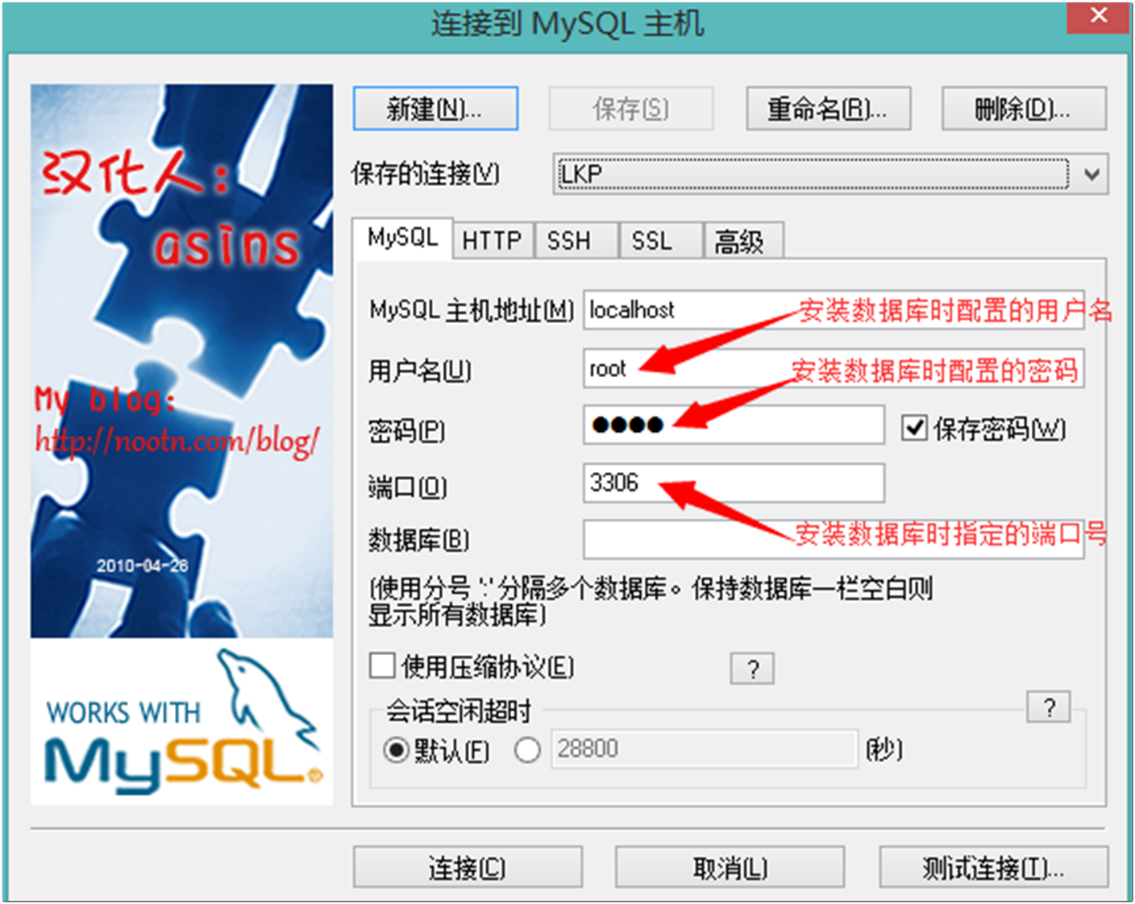 连接到 MySQL 主机
汉化人：
asins
My blog:
http://nootn.com/blog/
2010-04-26
WORKS WITH
MySQL®
新建(N)...
保存(S)
重命名(R)...
删除(D)...
保存的连接(V)
LKP
MySQL
HTTP
SSH
SSL
高级
MySQL 主机地址(M)
localhost
安装数据库时配置的用户名
用户名(U)
root
安装数据库时配置的密码
密码(P)
●●●●
保存密码(W)
端口(O)
3306
安装数据库时指定的端口号
数据库(B)
(使用分号 ';' 分隔多个数据库。保持数据库一栏空白则
显示所有数据库)
使用压缩协议(E)
?
会话空闲超时
?
默认(F)
28800
(秒)
连接(C)
取消(L)
测试连接(T)...